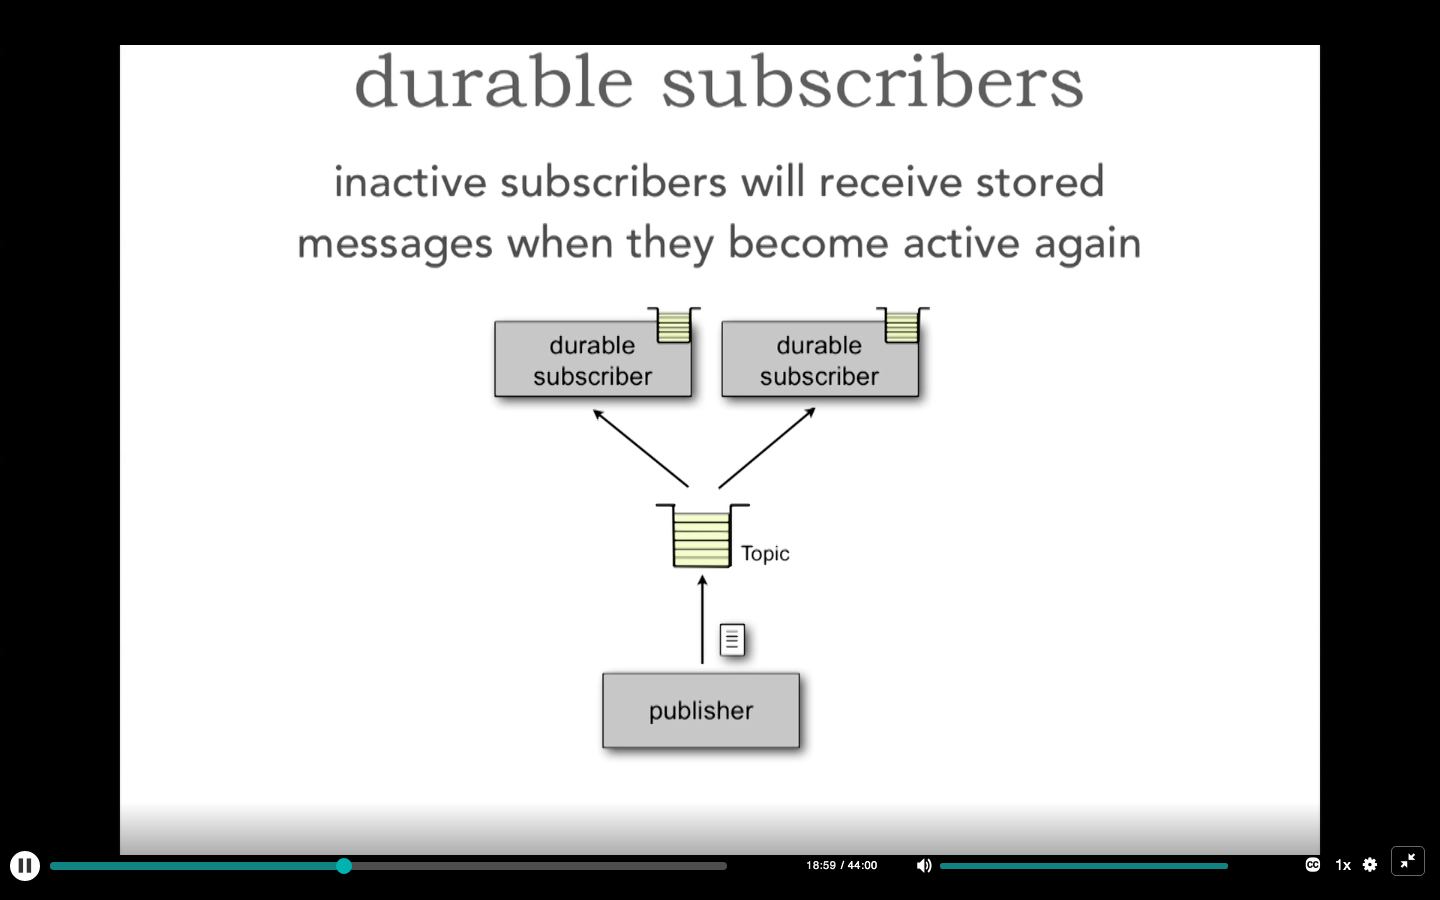 durable subscribers
inactive subscribers will receive stored
messages when they become active again
durable
subscriber
durable
subscriber
Topic
publisher
18:59 / 44:00
CC
1x